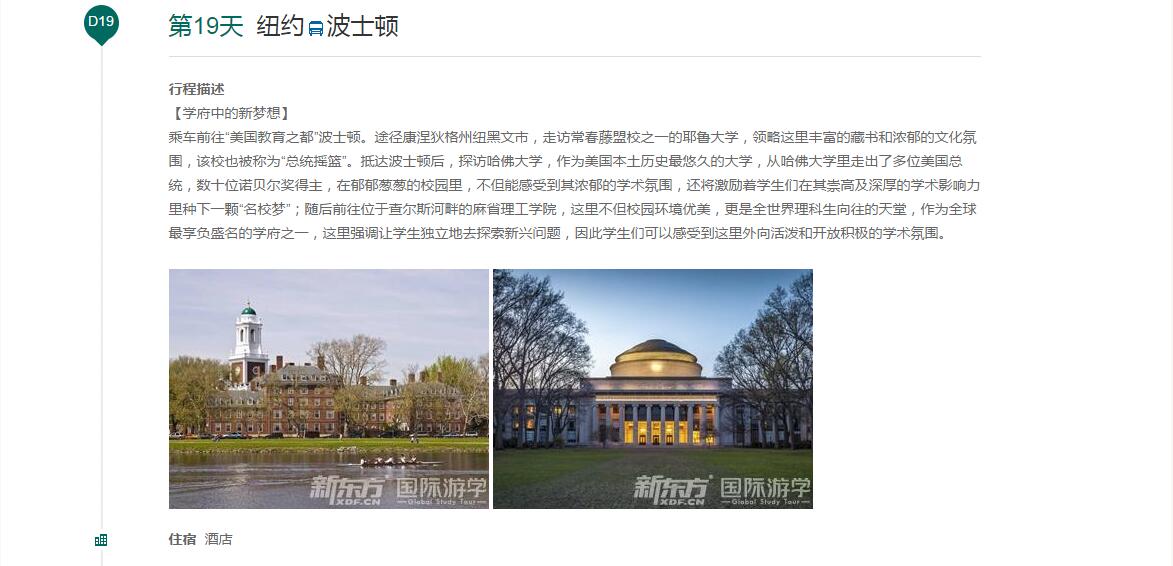 D19
第19天 纽约 波士顿
行程描述
【学府中的新梦想】
乘车前往“美国教育之都”波士顿。途径康涅狄格州纽黑文市，走访常春藤盟校之一的耶鲁大学，领略这里丰富的藏书和浓郁的文化氛
围，该校也被称为“总统摇篮”。抵达波士顿后，探访哈佛大学，作为美国本土历史最悠久的大学，从哈佛大学里走出了多位美国总
统，数十位诺贝尔奖得主，在郁郁葱葱的校园里，不但能感受到其浓郁的学术氛围，还将激励着学生们在其崇高及深厚的学术影响力
里种下一颗“名校梦”；随后前往位于查尔斯河畔的麻省理工学院，这里不但校园环境优美，更是全世界理科生向往的天堂，作为全球
最享负盛名的学府之一，这里强调让学生独立地去探索新兴问题，因此学生们可以感受到这里外向活泼和开放积极的学术氛围。
新东方 XDF.CN 国际游学 Global Study Tour
新东方 XDF.CN 国际游学 Global Study Tour
住宿 酒店